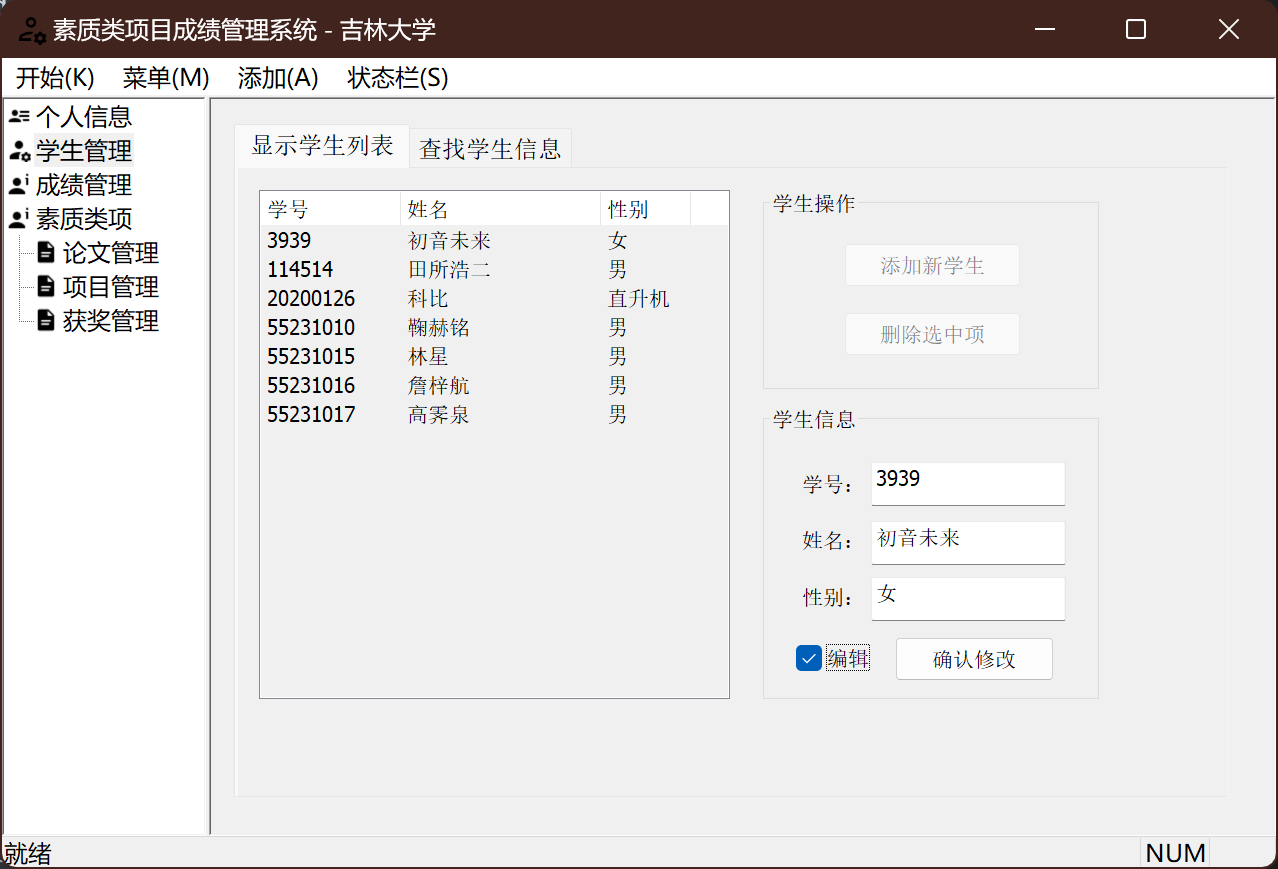 素质类项目成绩管理系统 - 吉林大学
开始(K) 菜单(M) 添加(A) 状态栏(S)
个人信息
学生管理
成绩管理
素质类项
论文管理
项目管理
获奖管理
显示学生列表 查找学生信息
学号 姓名 性别
3939 初音未来 女
114514 田所浩二 男
20200126 科比 直升机
55231010 鞠赫铭 男
55231015 林星 男
55231016 詹梓航 男
55231017 高霁泉 男
学生操作
添加新学生
删除选中项
学生信息
学号: 3939
姓名: 初音未来
性别: 女
编辑 确认修改
就绪 NUM